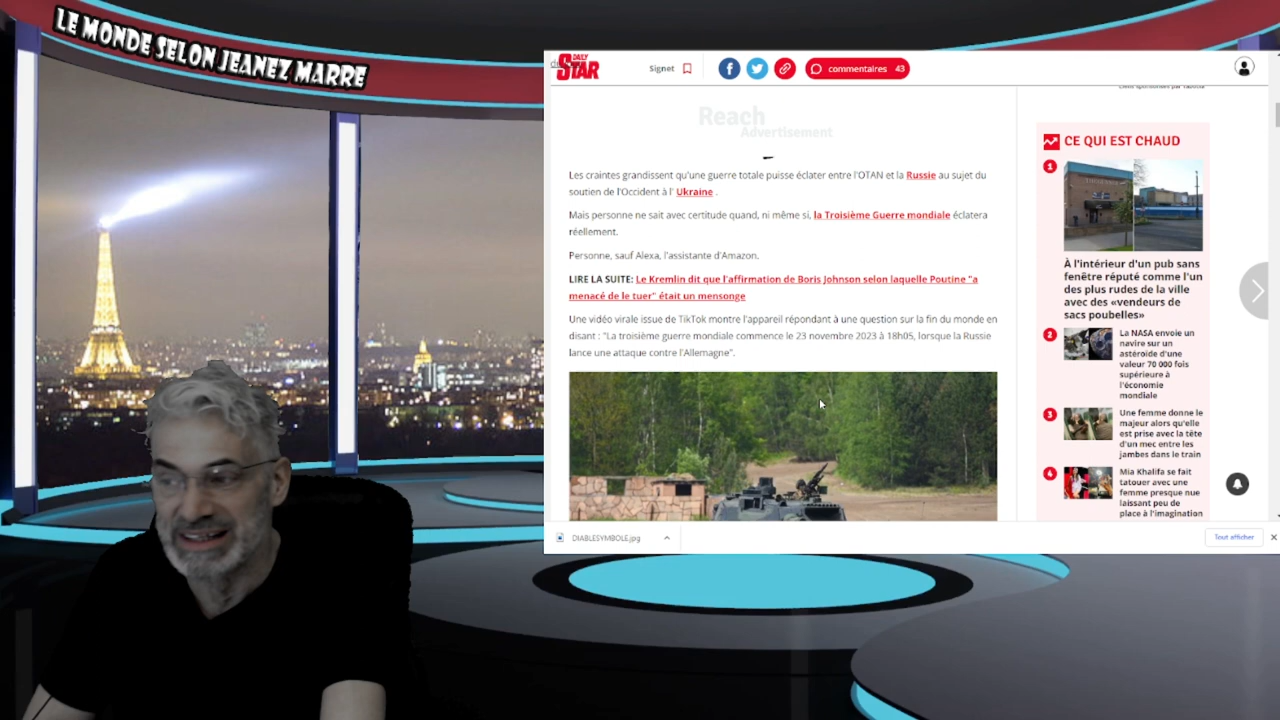 LE MONDE SELON JEANEZ MARRE
DAILY
STAR
Signet
commentaires 43
Reach
Advertisement
Les craintes grandissent qu'une guerre totale puisse éclater entre l'OTAN et la Russie au sujet du
soutien de l'Occident à l' Ukraine .
Mais personne ne sait avec certitude quand, ni même si, la Troisième Guerre mondiale éclatera
réellement.
Personne, sauf Alexa, l'assistante d'Amazon.
LIRE LA SUITE: Le Kremlin dit que l'affirmation de Boris Johnson selon laquelle Poutine "a
menacé de le tuer" était un mensonge
Une vidéo virale issue de TikTok montre l'appareil répondant à une question sur la fin du monde en
disant : "La troisième guerre mondiale commence le 23 novembre 2023 à 18h05, lorsque la Russie
lance une attaque contre l'Allemagne".
CE QUI EST CHAUD
1
À l'intérieur d'un pub sans
fenêtre réputé comme l'un
des plus rudes de la ville
avec des «vendeurs de
sacs poubelles»
2
La NASA envoie un
navire sur un
astéroïde d'une
valeur 70 000 fois
supérieure à
l'économie
mondiale
3
Une femme donne le
majeur alors qu'elle
est prise avec la tête
d'un mec entre les
jambes dans le train
4
Mia Khalifa se fait
tatouer avec une
femme presque nue
laissant peu de
place à l'imagination
DIABLESYMBOLE.jpg
Tout afficher